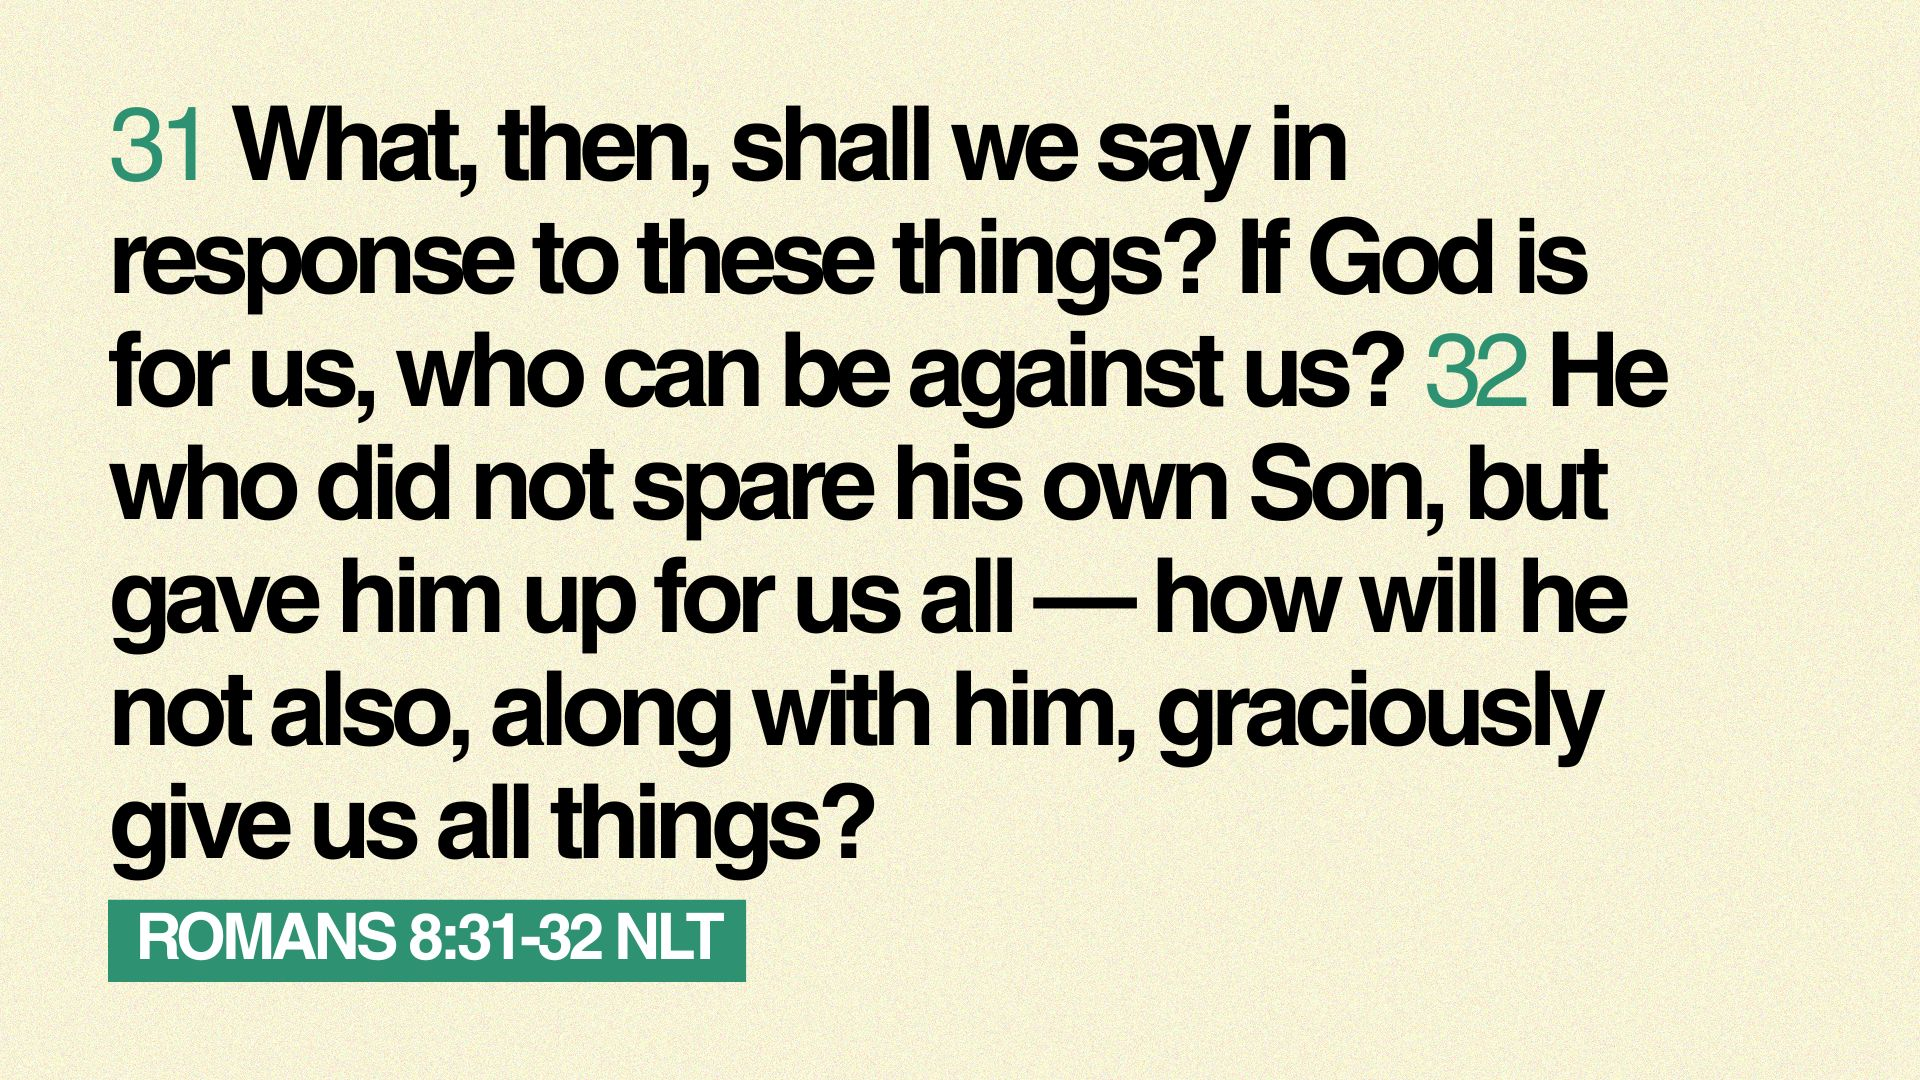 31 What, then, shall we say in
response to these things? If God is
for us, who can be against us? 32 He
who did not spare his own Son, but
gave him up for us all — how will he
not also, along with him, graciously
give us all things?
ROMANS 8:31-32 NLT